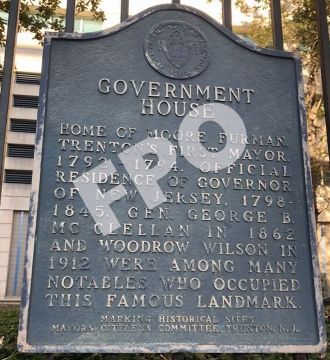 GOVERNMENT
HOUSE
HOME OF MOORE FURMAN,
TRENTON'S FIRST MAYOR,
1792-1794. OFFICIAL
RESIDENCE OF GOVERNOR
OF NEW JERSEY, 1798-
1845. GEN. GEORGE B.
MC CLELLAN IN 1862
AND WOODROW WILSON IN
1912 WERE AMONG MANY
NOTABLES WHO OCCUPIED
THIS FAMOUS LANDMARK.
MARKING HISTORICAL SITES
MAYORS CITIZENS COMMITTEE, TRENTON, N.J.
FPO